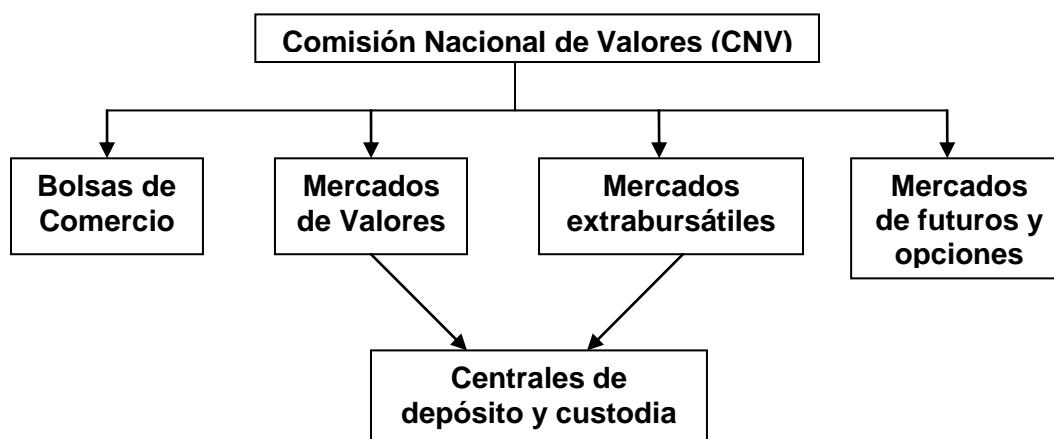 Comisión Nacional de Valores (CNV)
Bolsas de
Comercio
Mercados
de Valores
Mercados
extrabursátiles
Mercados
de futuros y
opciones
Centrales de
depósito y custodia